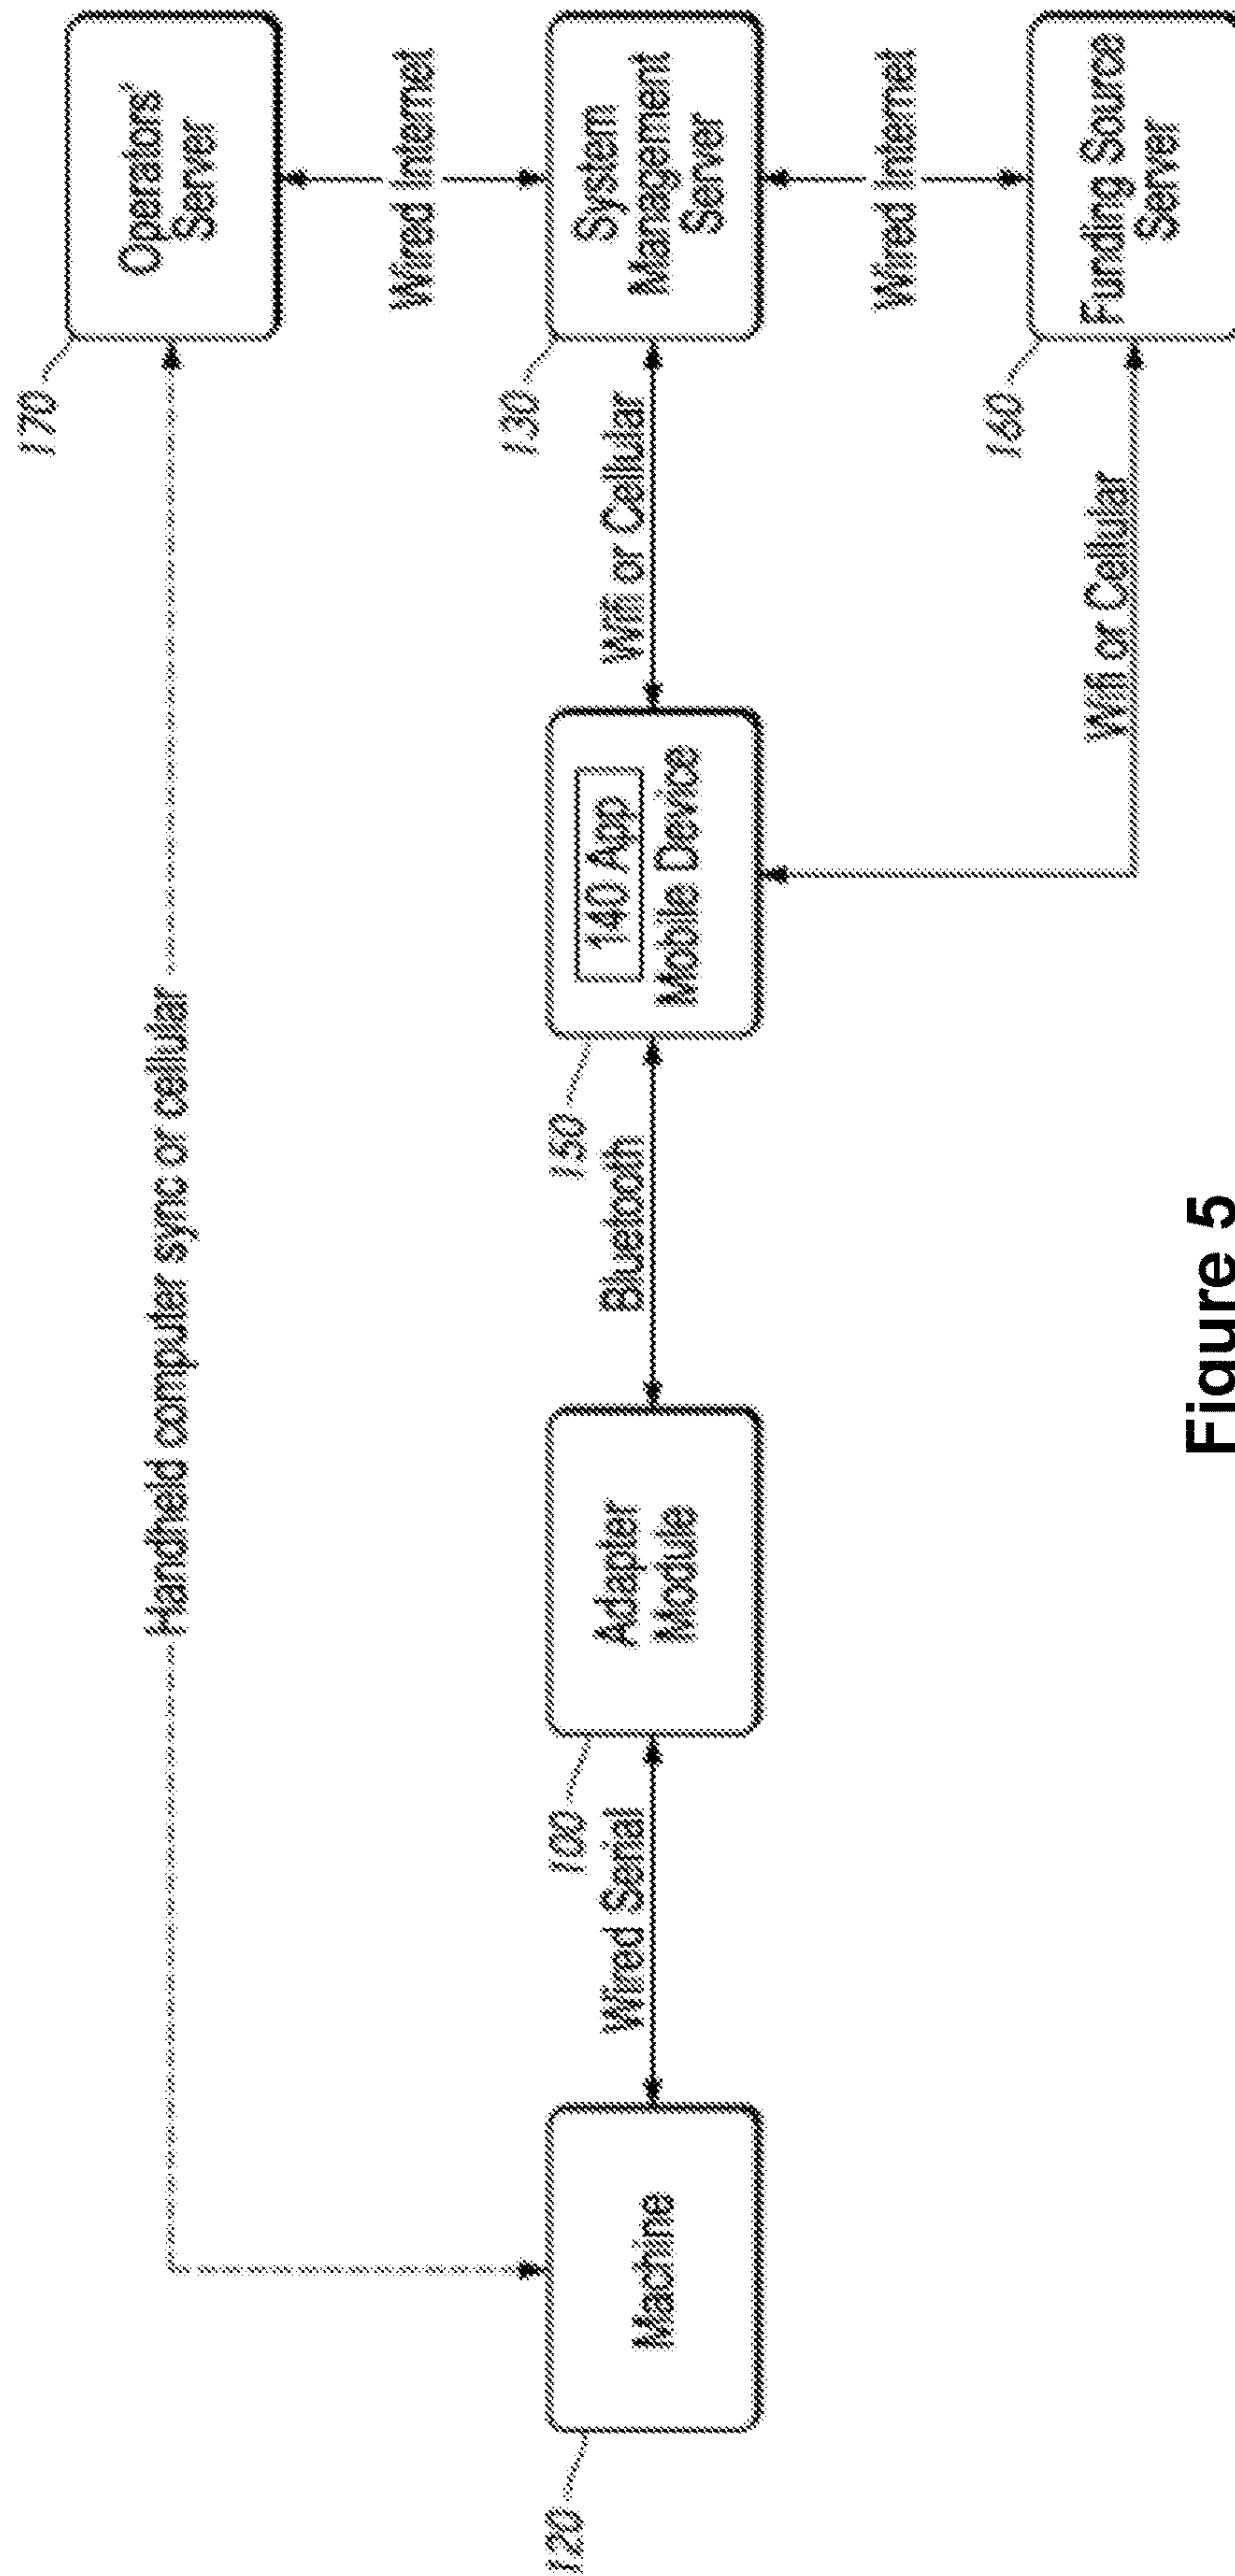 170
Operators'
Server
Handheld computer sync or cellular
Wired Internet
120
Machine
Wired Serial
100
Adapter
Module
Bluetooth
150
140 App
Mobile Device
Wifi or Cellular
130
System
Management
Server
Wired Internet
Wifi or Cellular
160
Funding Source
Server
Figure 5